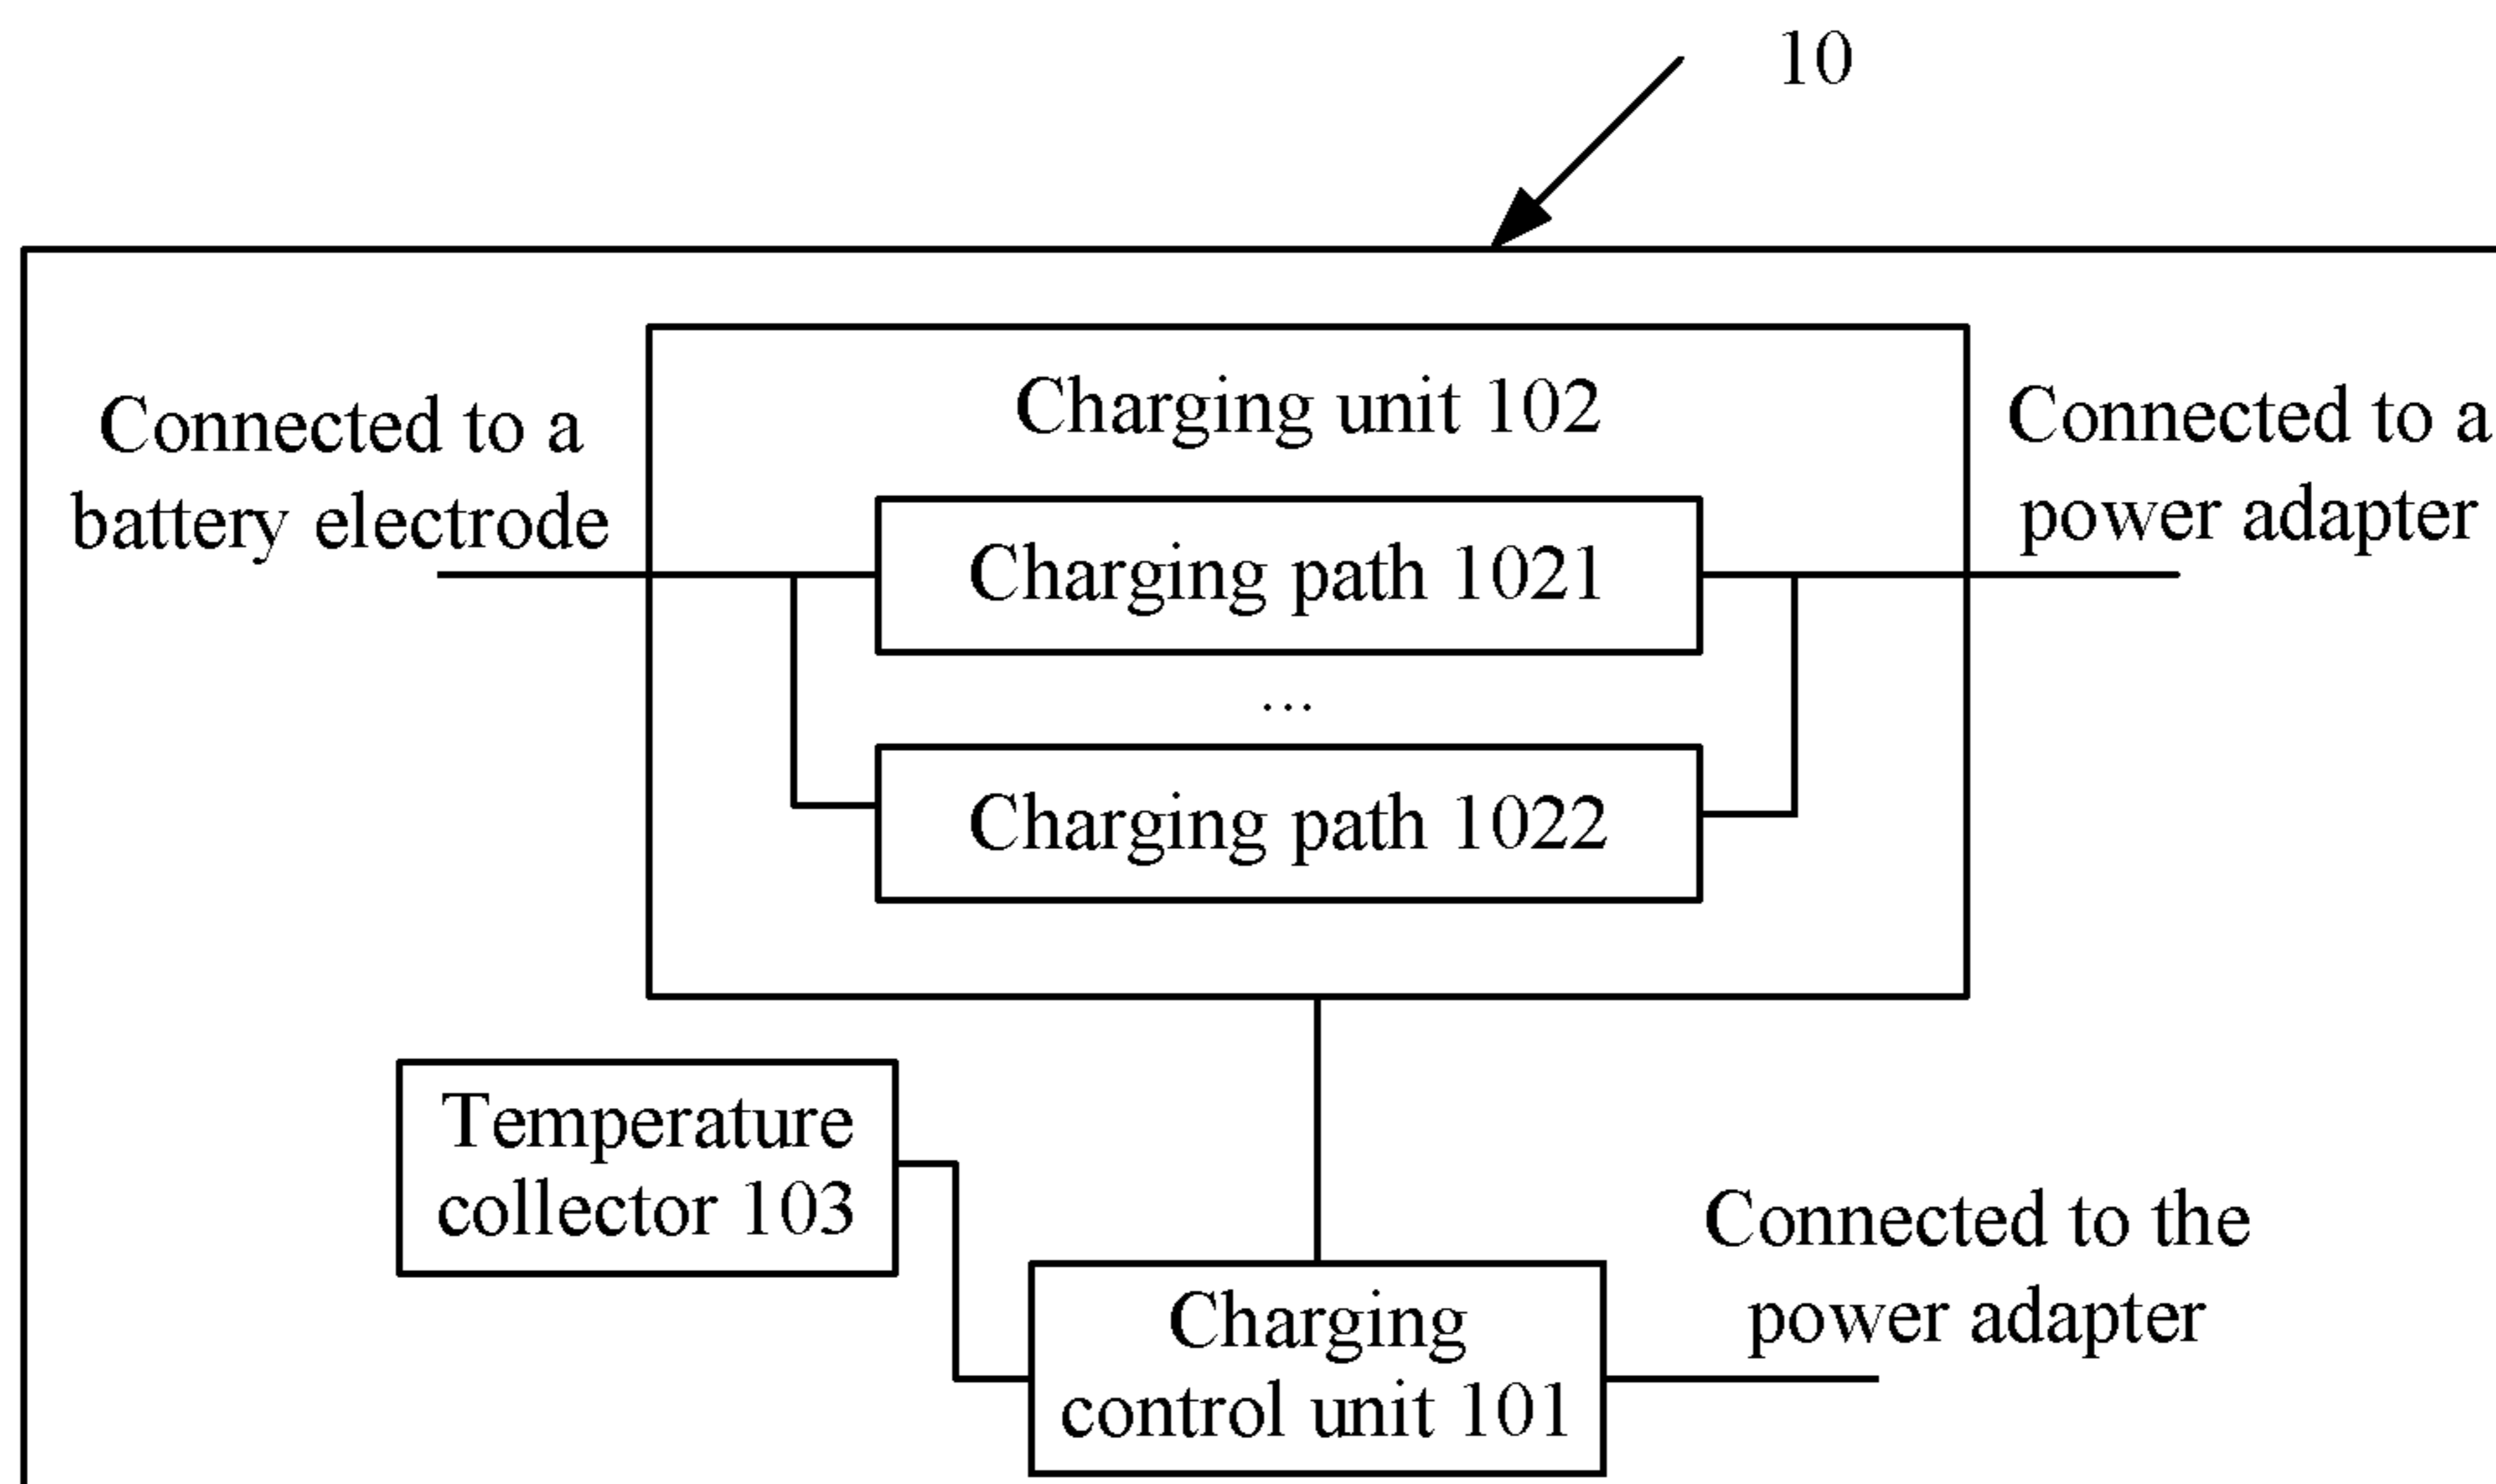 10
Connected to a
battery electrode
Charging unit 102
Connected to a
power adapter
Charging path 1021
...
Charging path 1022
Temperature
collector 103
Charging
control unit 101
Connected to the
power adapter